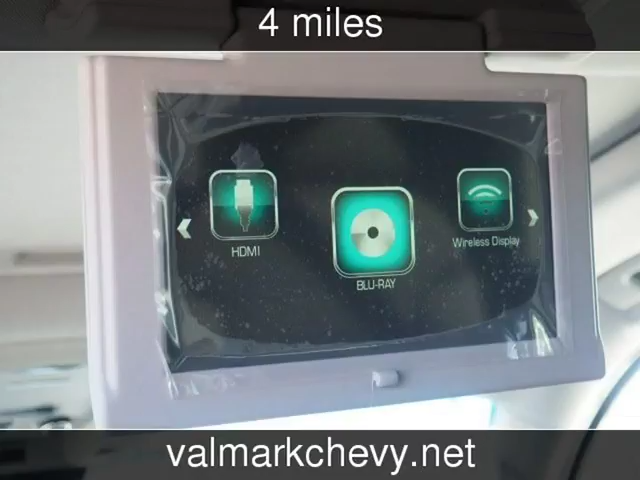 4 miles
HDMI
BLU-RAY
Wireless Display
valmarkchevy.net